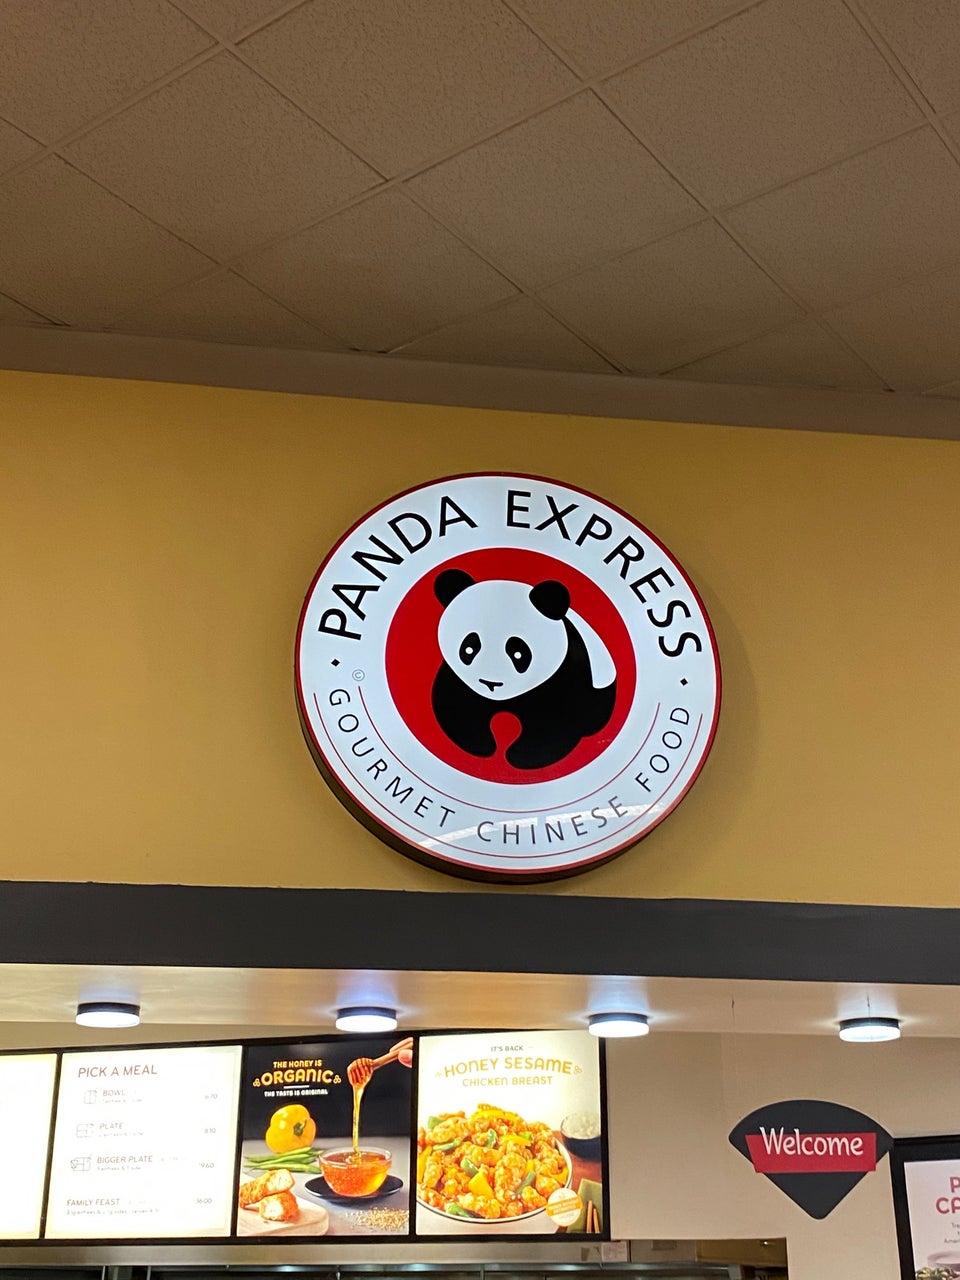 PANDA EXPRESS
©
GOURMET CHINESE FOOD
PICK A MEAL
BOWL
PLATE
BIGGER PLATE
FAMILY FEAST
THE HONEY IS
ORGANIC
THE TASTE IS ORIGINAL
IT'S BACK
HONEY SESAME
CHICKEN BREAST
Welcome